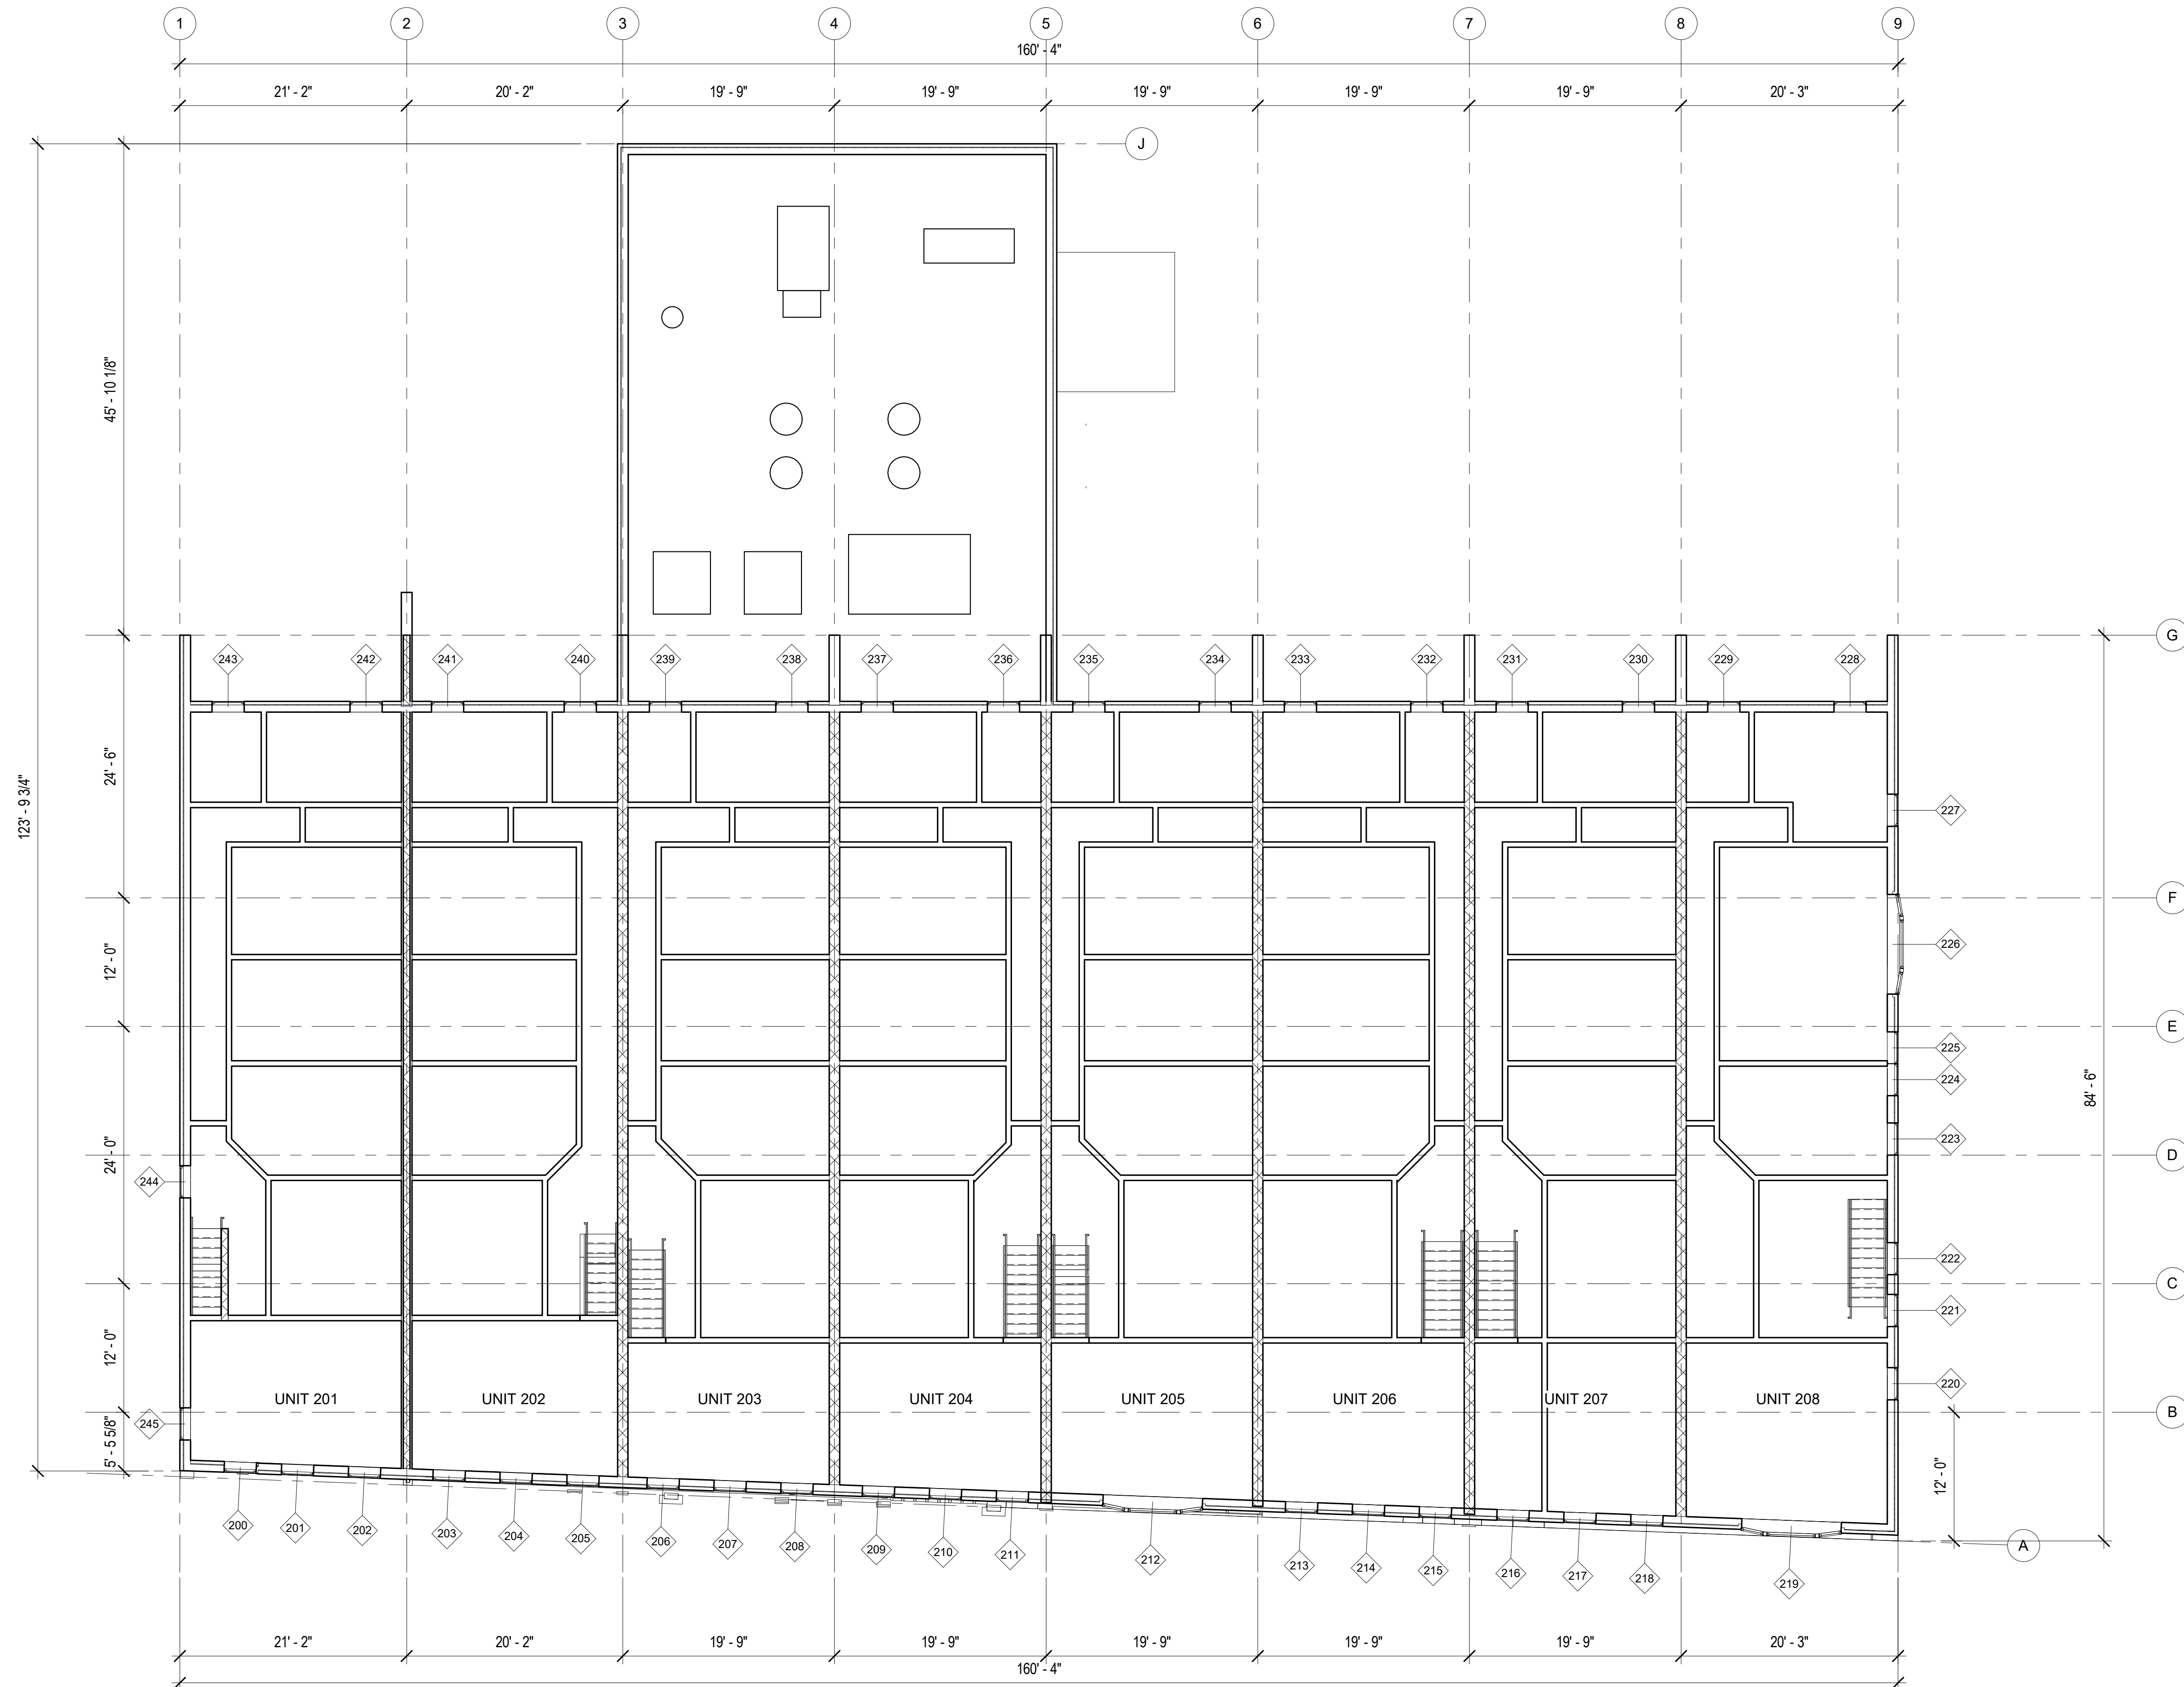 1 2 3 4 5 6 7 8 9
160' - 4"
21' - 2" 20' - 2" 19' - 9" 19' - 9" 19' - 9" 19' - 9" 19' - 9" 20' - 3"
J
45' - 10 1/8"
G
243 242 241 240 239 238 237 236 235 234 233 232 231 230 229 228
24' - 6"
123' - 9 3/4"
227
F
226
12' - 0"
E
225
224
84' - 6"
223
24' - 0"
D
244
222
C
221
12' - 0"
220
UNIT 201 UNIT 202 UNIT 203 UNIT 204 UNIT 205 UNIT 206 UNIT 207 UNIT 208
B
245
5' - 5 5/8"
12' - 0"
A
200 201 202 203 204 205 206 207 208 209 210 211 212 213 214 215 216 217 218 219
21' - 2" 20' - 2" 19' - 9" 19' - 9" 19' - 9" 19' - 9" 19' - 9" 20' - 3"
160' - 4"